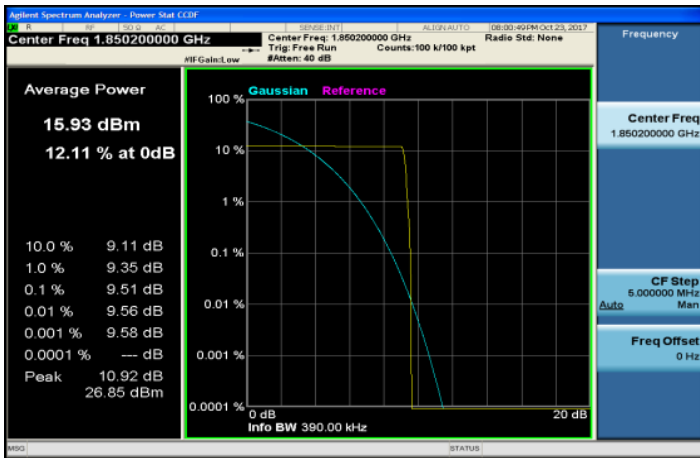 Agilent Spectrum Analyzer - Power Stat CCDF
R RF 50 Ω AC SENSE:INT ALIGN AUTO 08:00:49 PM Oct 23, 2017
Center Freq 1.850200000 GHz
Center Freq: 1.850200000 GHz Radio Std: None
Trig: Free Run Counts:100 k/100 kpt
#IFGain:Low #Atten: 40 dB
Frequency
Average Power
15.93 dBm
12.11 % at 0dB
10.0 % 9.11 dB
1.0 % 9.35 dB
0.1 % 9.51 dB
0.01 % 9.56 dB
0.001 % 9.58 dB
0.0001 % --- dB
Peak 10.92 dB
26.85 dBm
Gaussian Reference
100 %
10 %
1 %
0.1 %
0.01 %
0.001 %
0.0001 %
0 dB 20 dB
Info BW 390.00 kHz
Center Freq
1.850200000 GHz
CF Step
5.000000 MHz
Auto Man
Freq Offset
0 Hz
MSG STATUS